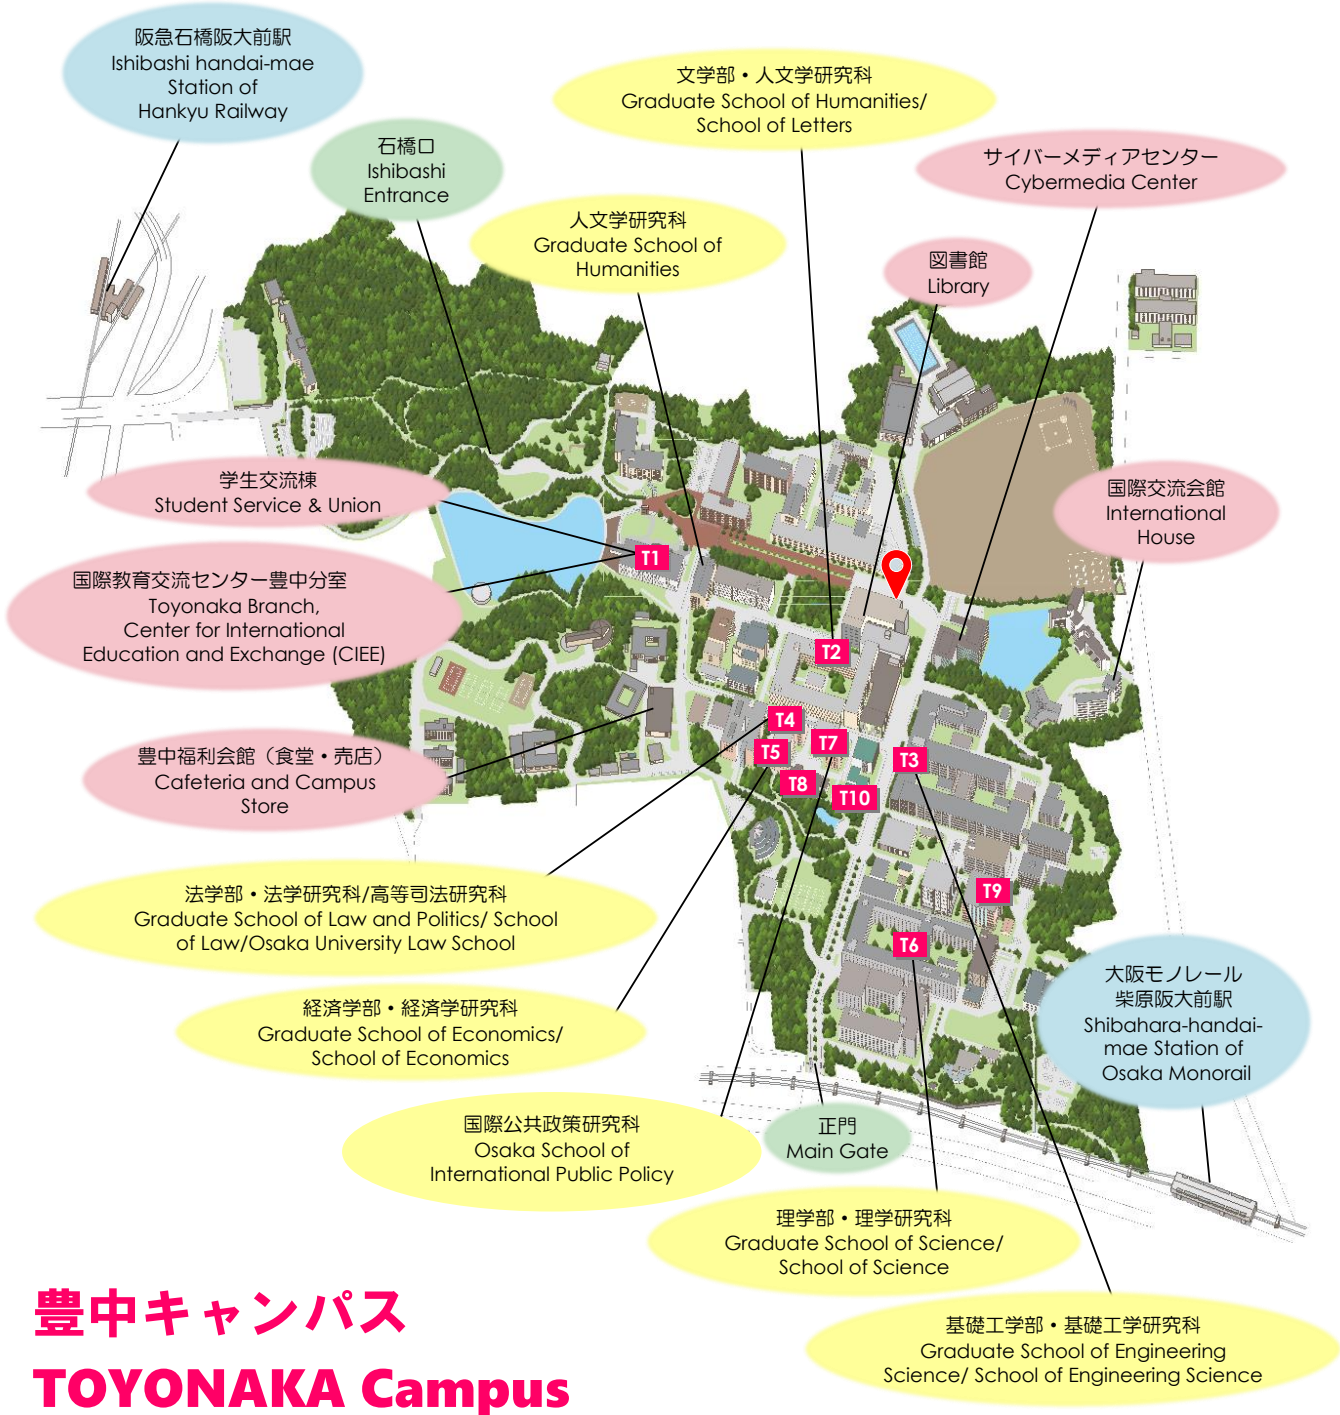 阪急石橋阪大前駅
Ishibashi handai-mae
Station of
Hankyu Railway
文学部・人文学研究科
Graduate School of Humanities/
School of Letters
石橋口
Ishibashi
Entrance
サイバーメディアセンター
Cybermedia Center
人文学研究科
Graduate School of
Humanities
図書館
Library
学生交流棟
Student Service & Union
国際交流会館
International
House
T1
国際教育交流センター豊中分室
Toyonaka Branch,
Center for International
Education and Exchange (CIEE)
T2
T4
T7
T5
T3
豊中福利会館（食堂・売店）
Cafeteria and Campus
Store
T8
T10
T9
法学部・法学研究科/高等司法研究科
Graduate School of Law and Politics/ School
of Law/Osaka University Law School
T6
経済学部・経済学研究科
Graduate School of Economics/
School of Economics
大阪モノレール
柴原阪大前駅
Shibahara-handai-
mae Station of
Osaka Monorail
国際公共政策研究科
Osaka School of
International Public Policy
正門
Main Gate
理学部・理学研究科
Graduate School of Science/
School of Science
基礎工学部・基礎工学研究科
Graduate School of Engineering
Science/ School of Engineering Science
豊中キャンパス
TOYONAKA Campus